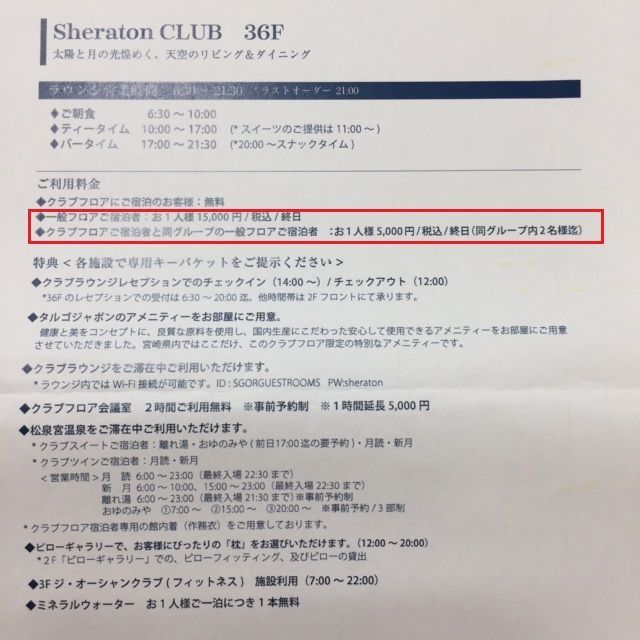 Sheraton CLUB 36F
太陽と月の光煌めく、天空のリビング＆ダイニング
ラウンジ営業時間 6:30 ～ 21:30 ラストオーダー 21:00
◆ご朝食 6:30 ～ 10:00
◆ティータイム 10:00 ～ 17:00 (* スイーツのご提供は 11:00 ～ )
◆バータイム 17:00 ～ 21:30 (*20:00 ～スナックタイム )
ご利用料金
◆クラブフロアにご宿泊のお客様：無料
◆一般フロアご宿泊者：お 1 人様 15,000 円 / 税込 / 終日
◆クラブフロアご宿泊者と同グループの一般フロアご宿泊者 ：お 1 人様 5,000 円 / 税込 / 終日 (同グループ内 2 名様迄)
特典 < 各施設で専用キーパケットをご提示ください >
◆クラブラウンジレセプションでのチェックイン (14:00 ～) / チェックアウト (12:00)
*36F のレセプションでの受付は 6:30 ～ 20:00 迄。他時間帯は 2F フロントにて承ります。
◆タルゴジャポンのアメニティーをお部屋にご用意。
健康と美をコンセプトに、良質な原料を使用し、国内生産にこだわった安心して使用できるアメニティーをお部屋にご用意
させていただきました。宮崎県内ではここだけ、このクラブフロア限定の特別なアメニティーです。
◆クラブラウンジをご滞在中ご利用いただけます。
* ラウンジ内では Wi-Fi 接続が可能です。ID : SGORGUESTROOMS PW:sheraton
◆クラブフロア会議室 2 時間ご利用無料 ※事前予約制 ※ 1 時間延長 5,000 円
◆松泉宮温泉をご滞在中ご利用いただけます。
* クラブスイートご宿泊者：離れ湯・おゆのみや ( 前日17:00 迄の要予約 )・月読・新月
* クラブツインご宿泊者：月読・新月
< 営業時間 > 月 読 6:00 ～ 23:00 （最終入場 22:30 まで）
新 月 6:00 ～ 10:00、15:00 ～ 23:00 （最終入場 22:30 まで）
離れ湯 6:00 ～ 23:00 （最終入場 21:30 まで）※事前予約制
おゆのみや ①7:00 ～ ②15:00 ～ ③20:00 ～ ※事前予約 / 3 部制
* クラブフロア宿泊者専用の館内着（作務衣）をご用意しております。
◆ピローギャラリーで、お客様にぴったりの「枕」をお選びいただけます。(12:00 ～ 20:00)
* 2 F「ピローギャラリー」での、ピローフィッティング、及びピローの貸出
◆3F ジ・オーシャンクラブ ( フィットネス ) 施設利用 (7:00 ～ 22:00)
◆ミネラルウォーター お 1 人様ご一泊につき 1 本無料